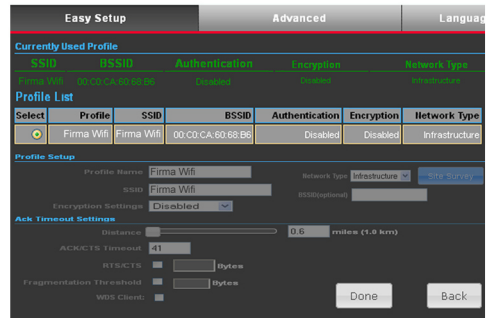 Easy Setup Advanced Languag
Currently Used Profile
SSID BSSID Authentication Encryption Network Type
Firma Wifi 00:C0:CA:60:68:B6 Disabled Disabled Infrastructure
Profile List
Select Profile SSID BSSID Authentication Encryption Network Type
Firma Wifi Firma Wifi 00:C0:CA:60:68:B6 Disabled Disabled Infrastructure
Profile Setup
Profile Name Firma Wifi Network Type Infrastructure Site Survey
SSID Firma Wifi BSSID(optional)
Encryption Settings Disabled
Ack Timeout Settings
Distance 0.6 miles (1.0 km)
ACK/CTS Timeout 41
RTS/CTS Bytes
Fragmentation Threshold Bytes
WDS Client:
Done Back